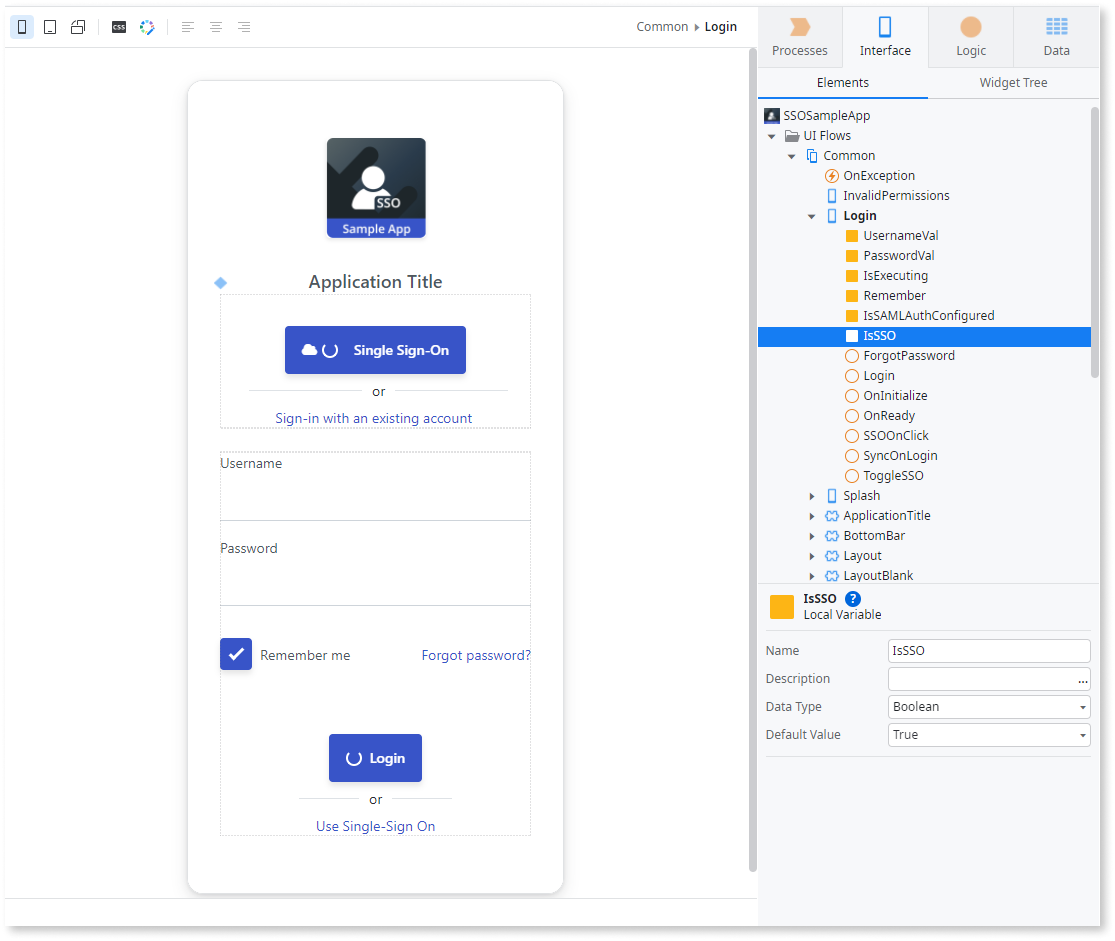 CSS
Common ▸ Login
Processes
Interface
Logic
Data
Elements
Widget Tree
SSO
Sample App
Application Title
Single Sign-On
or
Sign-in with an existing account
Username
Password
Remember me
Forgot password?
Login
or
Use Single-Sign On
SSOSampleApp
UI Flows
Common
OnException
InvalidPermissions
Login
UsernameVal
PasswordVal
IsExecuting
Remember
IsSAMLAuthConfigured
IsSSO
ForgotPassword
Login
OnInitialize
OnReady
SSOOnClick
SyncOnLogin
ToggleSSO
Splash
ApplicationTitle
BottomBar
Layout
LayoutBlank
IsSSO ?
Local Variable
Name IsSSO
Description ...
Data Type Boolean
Default Value True